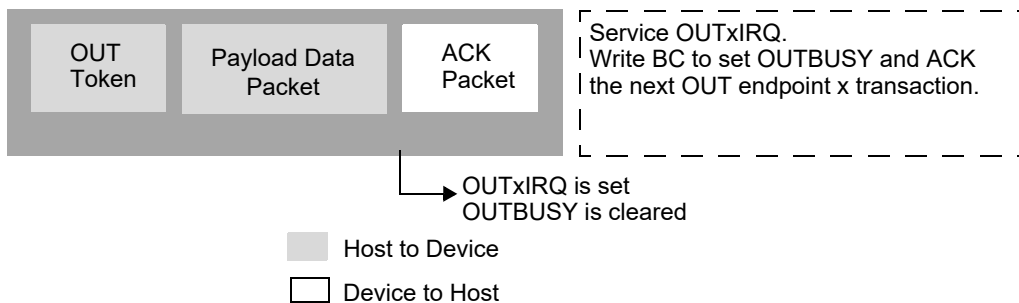 OUT
Token
Payload Data
Packet
ACK
Packet
Service OUTxIRQ.
Write BC to set OUTBUSY and ACK
the next OUT endpoint x transaction.
OUTxIRQ is set
OUTBUSY is cleared
Host to Device
Device to Host